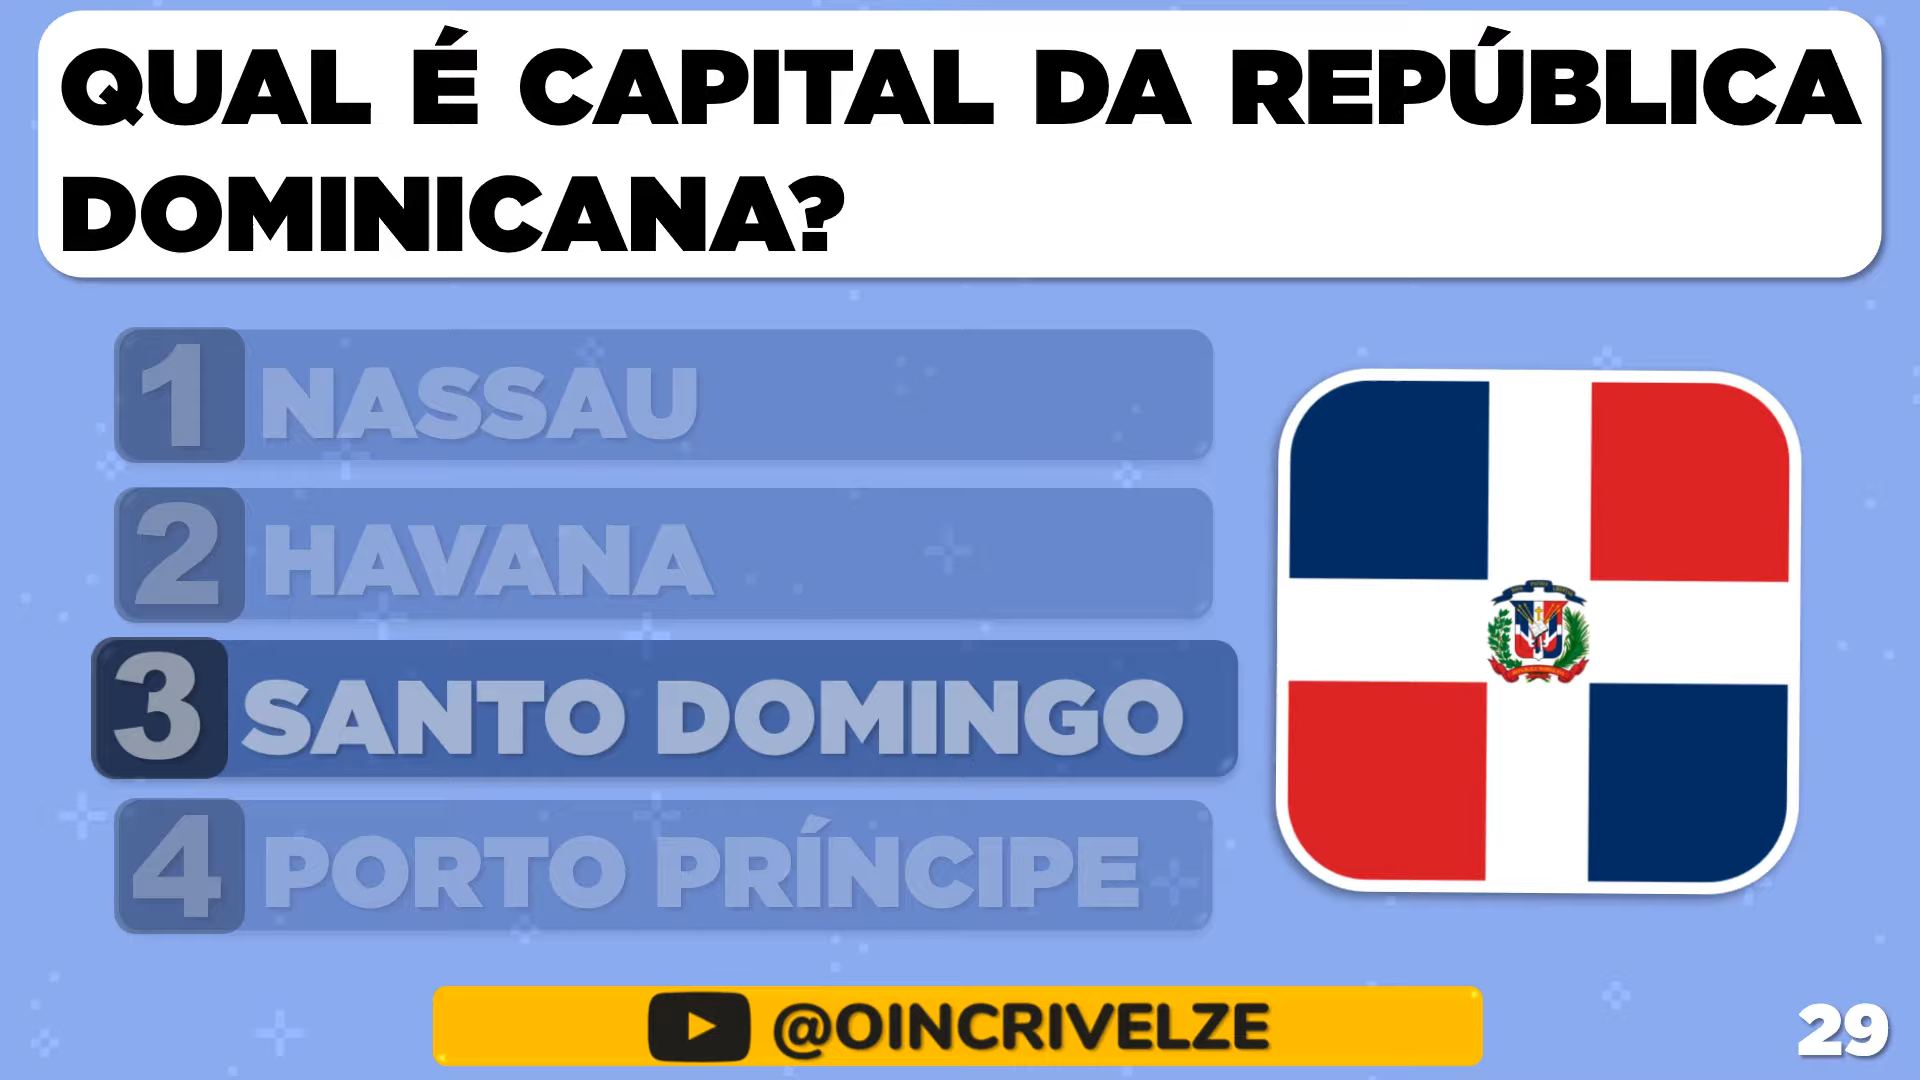 QUAL É CAPITAL DA REPÚBLICA
DOMINICANA?
1 NASSAU
2 HAVANA
3 SANTO DOMINGO
4 PORTO PRÍNCIPE
@OINCRIVELZE
29